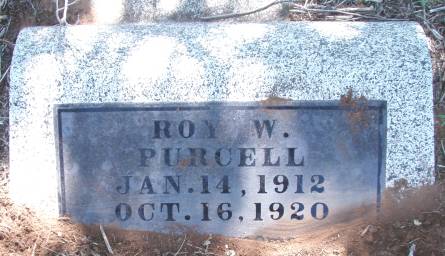 ROY W.
PURCELL
JAN. 14, 1912
OCT. 16, 1920